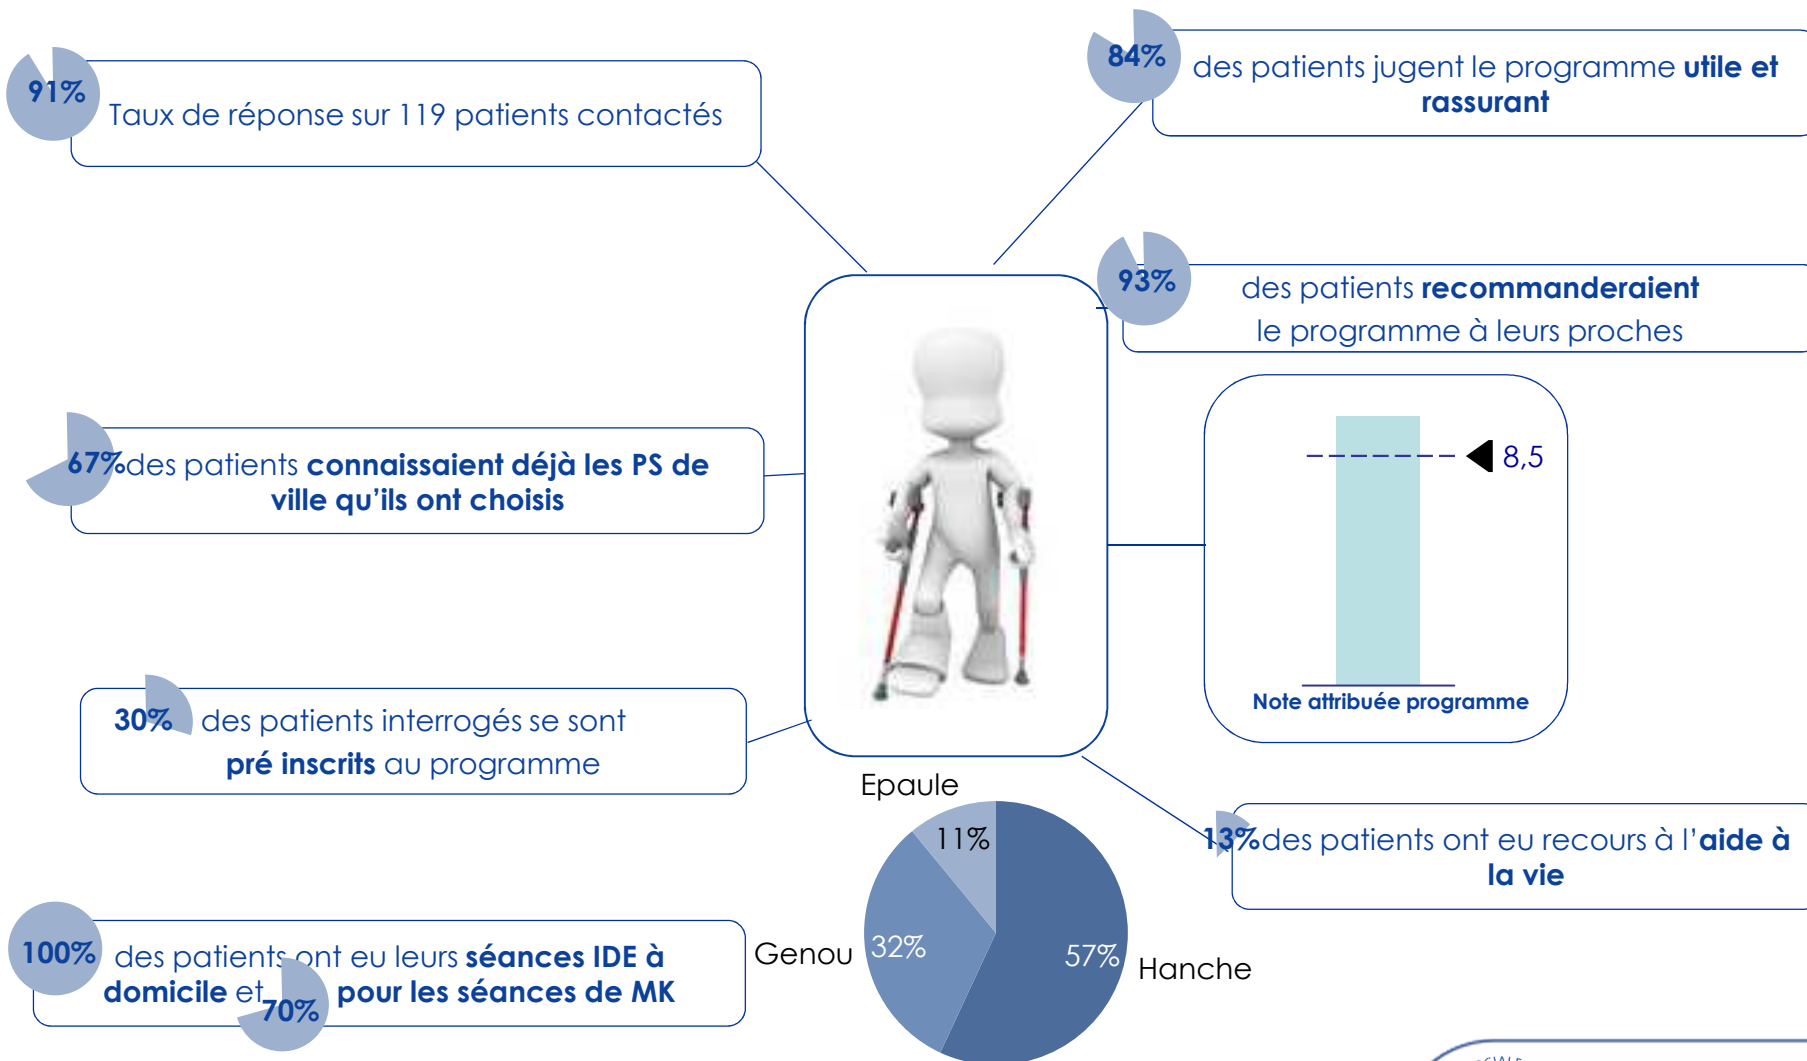 91%
Taux de réponse sur 119 patients contactés
84%
des patients jugent le programme utile et
rassurant
93%
des patients recommanderaient
le programme à leurs proches
67% des patients connaissaient déjà les PS de
ville qu'ils ont choisis
8,5
Note attribuée programme
30% des patients interrogés se sont
pré inscrits au programme
Epaule
11%
Genou
32%
57%
Hanche
13% des patients ont eu recours à l'aide à
la vie
100% des patients ont eu leurs séances IDE à
domicile et 70% pour les séances de MK